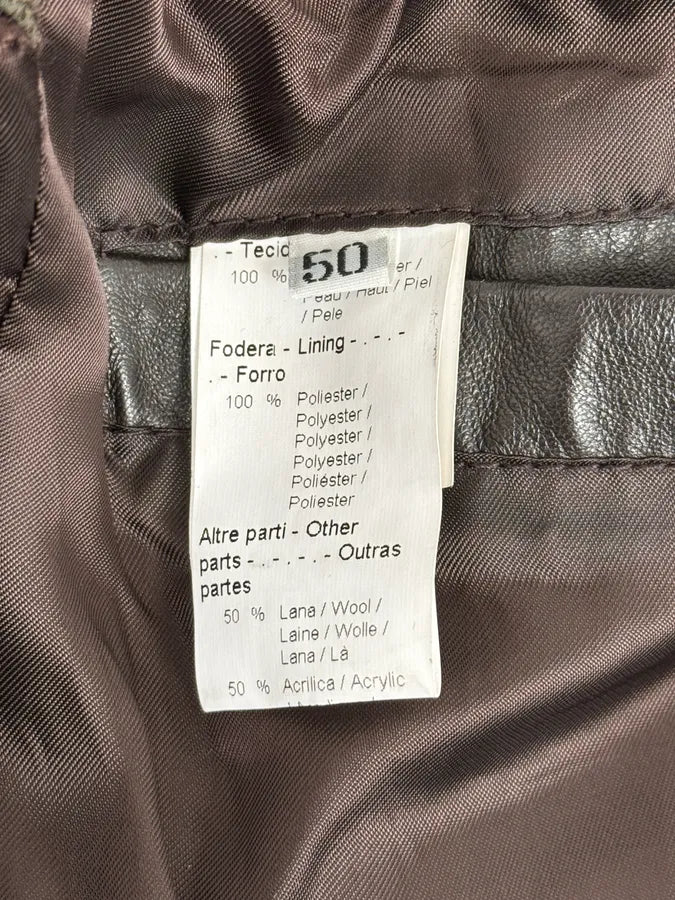 . - Tecid
50
100 % er /
Peau / Haut / Piel
/ Pele
Fodera - Lining - . - . -
. - Forro
100 % Poliester /
Polyester /
Polyester /
Polyester /
Poliéster /
Poliester
Altre parti - Other
parts - . - . - . - Outras
partes
50 % Lana / Wool /
Laine / Wolle /
Lana / Là
50 % Acrilica / Acrylic